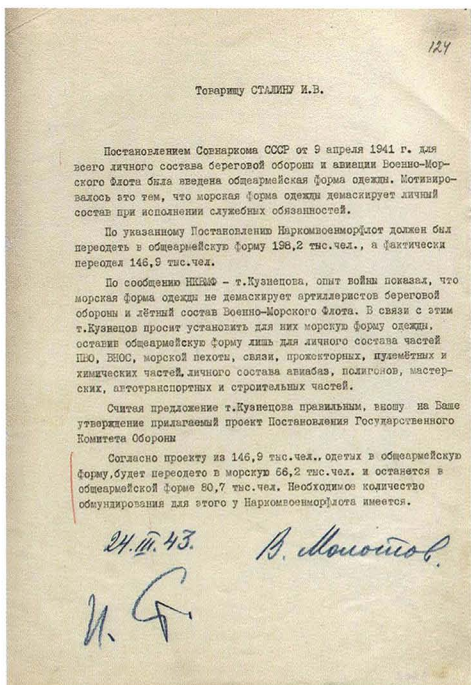 124
Товарищу СТАЛИНУ И.В.
Постановлением Совнаркома СССР от 9 апреля 1941 г. для
всего личного состава береговой обороны и авиации Военно-Мор-
ского Флота была введена общеармейская форма одежды. Мотивиро-
валось это тем, что морская форма одежды демаскирует личный
состав при исполнении служебных обязанностей.
По указанному Постановлению Наркомвоенморфлот должен был
переодеть в общеармейскую форму 198,2 тыс.чел., а фактически
переодел 146,9 тыс.чел.
По сообщению НКВМФ - т.Кузнецова, опыт войны показал, что
морская форма одежды не демаскирует артиллеристов береговой
обороны и лётный состав Военно-Морского Флота. В связи с этим
т.Кузнецов просит установить для них морскую форму одежды,
оставив общеармейскую форму лишь для личного состава частей
ПВО, ВНОС, морской пехоты, связи, прожекторных, пулемётных и
химических частей, личного состава авиабаз, полигонов, мастер-
ских, автотранспортных и строительных частей.
Считая предложение т.Кузнецова правильным, вношу на Ваше
утверждение прилагаемый проект Постановления Государственного
Комитета Обороны
Согласно проекту из 146,9 тыс.чел., одетых в общеармейскую
форму, будет переодето в морскую 66,2 тыс.чел. и останется в
общеармейской форме 80,7 тыс.чел. Необходимое количество
обмундирования для этого у Наркомвоенморфлота имеется.
24.III.43. В. Молотов.
И. Ст.